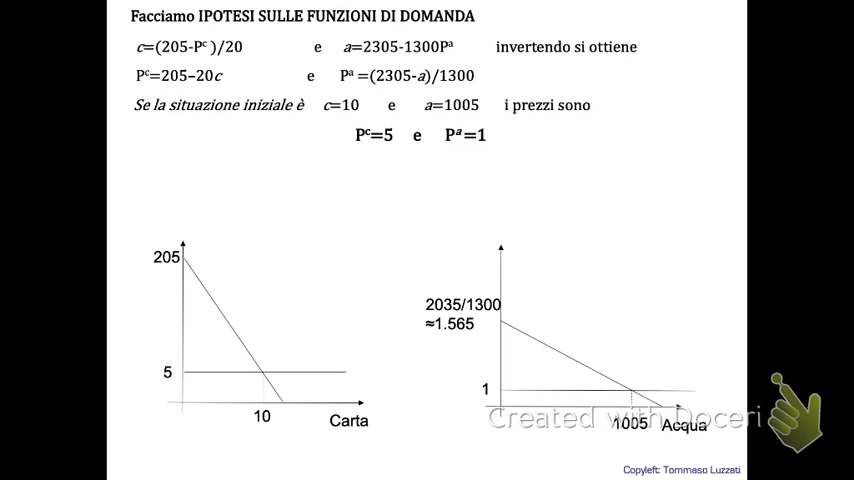 Facciamo IPOTESI SULLE FUNZIONI DI DOMANDA
c=(205-Pᶜ)/20 e a=2305-1300Pᵃ invertendo si ottiene
Pᶜ=205–20c e Pᵃ =(2305-a)/1300
Se la situazione iniziale è c=10 e a=1005 i prezzi sono
Pᶜ=5 e Pᵃ=1
205
5
10
Carta
2035/1300
≈1.565
1
1005 Acqua
Created with Doceri
Copyleft: Tommaso Luzzati